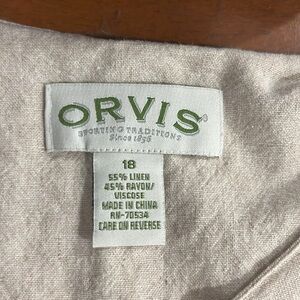 ORVIS®
SPORTING TRADITIONS
Since 1856
18
55% LINEN
45% RAYON/
VISCOSE
MADE IN CHINA
RN-70534
CARE ON REVERSE